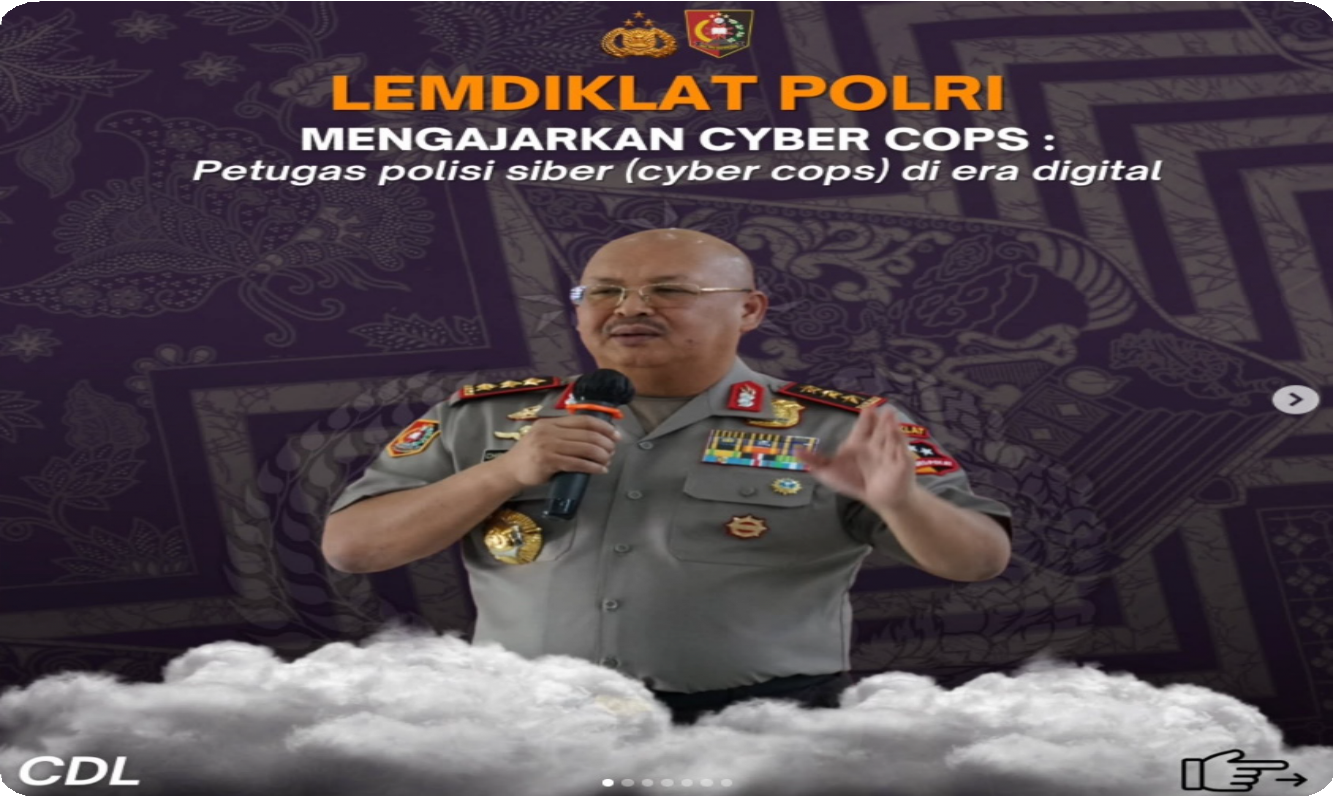 LEMDIKLAT POLRI
MENGAJARKAN CYBER COPS :
Petugas polisi siber (cyber cops) di era digital
CDL